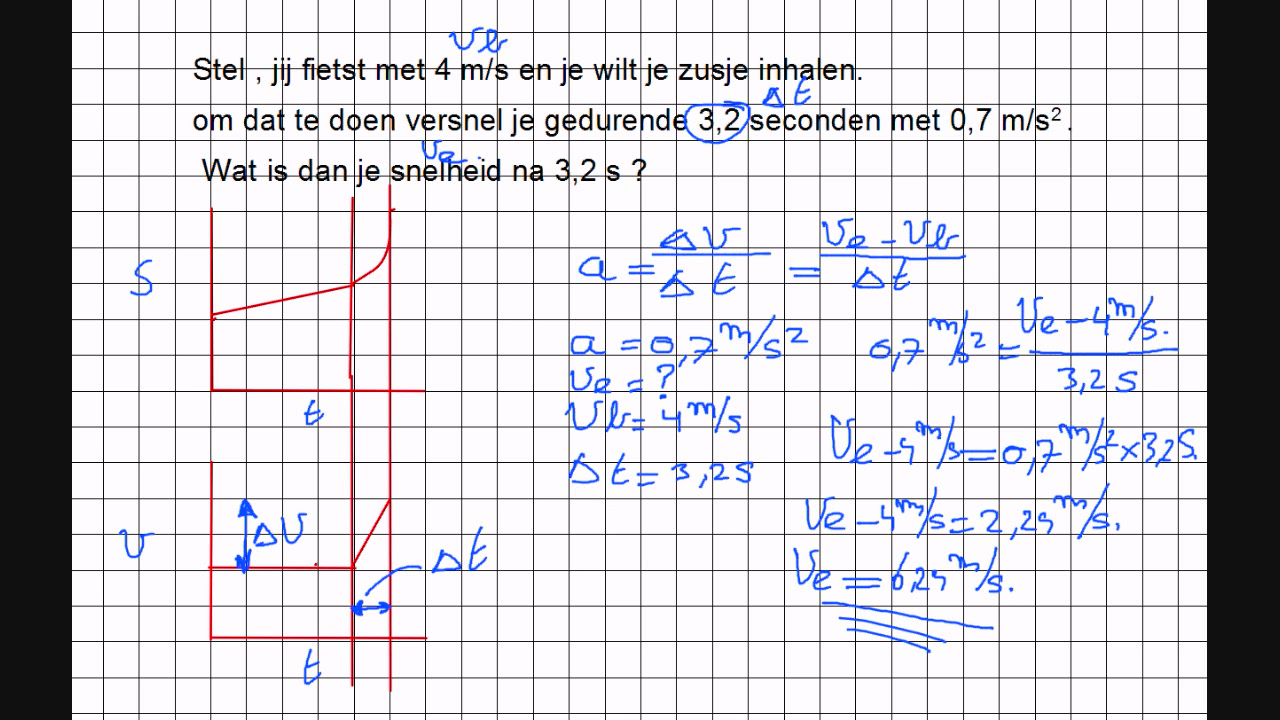 Vb
Stel , jij fietst met 4 m/s en je wilt je zusje inhalen.
Δt
om dat te doen versnel je gedurende 3,2 seconden met 0,7 m/s².
Ve.
Wat is dan je snelheid na 3,2 s ?
S
t
v
ΔV
Δt
t
a = ΔV/Δt = Ve - Vb/Δt
a = 0,7 m/s²
Ve = ?
Vb = 4 m/s
Δt = 3,2 s
0,7 m/s² = Ve - 4 m/s./3,2 s
Ve - 4 m/s = 0,7 m/s² × 3,2 s.
Ve - 4 m/s = 2,24 m/s.
Ve = 6,24 m/s.